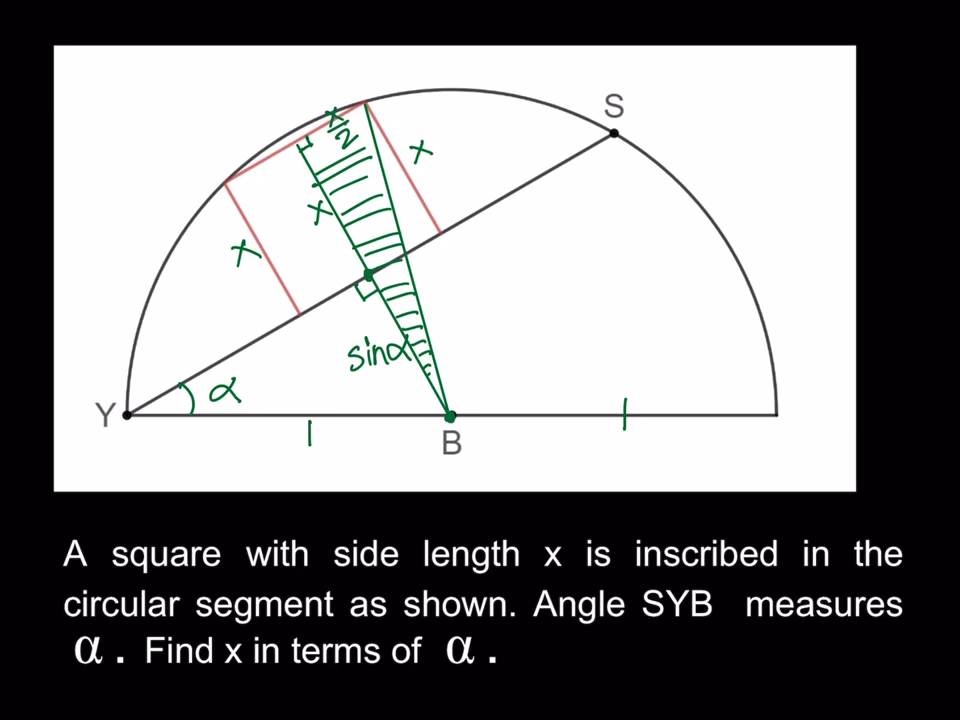 S
x
2
x
x
x
sinα
α
Y
1
1
B
A square with side length x is inscribed in the
circular segment as shown. Angle SYB measures
α . Find x in terms of α .